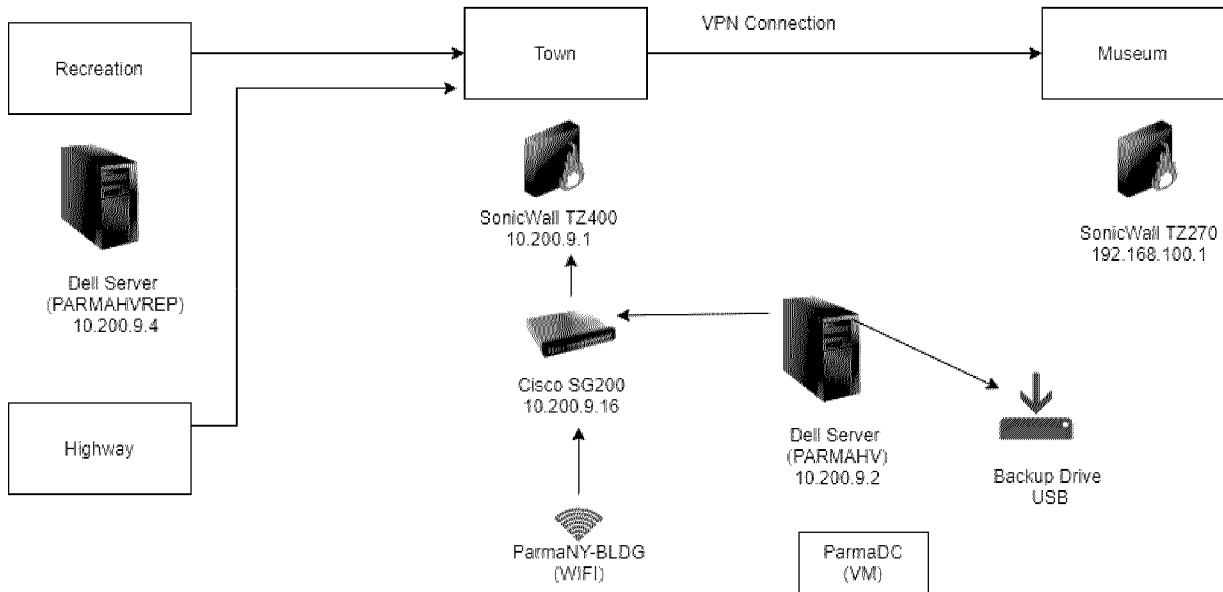 VPN Connection
Recreation
Town
Museum
SonicWall TZ400
10.200.9.1
SonicWall TZ270
192.168.100.1
Dell Server
(PARMAHVREP)
10.200.9.4
Cisco SG200
10.200.9.16
Highway
Dell Server
(PARMAHV)
10.200.9.2
Backup Drive
USB
ParmaNY-BLDG
(WIFI)
ParmaDC
(VM)